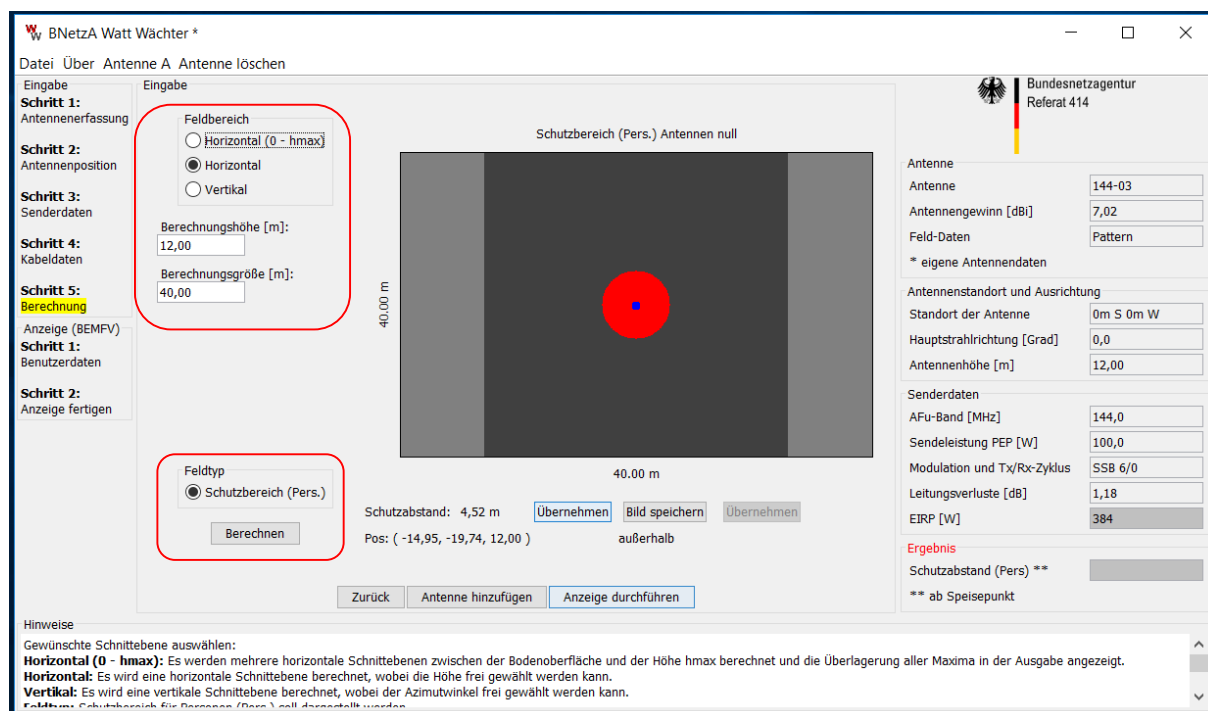 BNetzA Watt Wächter *
Datei Über Antenne A Antenne löschen
Eingabe
Schritt 1:
Antennenerfassung
Schritt 2:
Antennenposition
Schritt 3:
Senderdaten
Schritt 4:
Kabeldaten
Schritt 5:
Berechnung
Anzeige (BEMFV)
Schritt 1:
Benutzerdaten
Schritt 2:
Anzeige fertigen
Eingabe
Feldbereich
Horizontal (0 - hmax)
Horizontal
Vertikal
Berechnungshöhe [m]:
12,00
Berechnungsgröße [m]:
40,00
Feldtyp
Schutzbereich (Pers.)
Berechnen
Schutzbereich (Pers.) Antennen null
40.00 m
40.00 m
Schutzabstand: 4,52 m Übernehmen Bild speichern Übernehmen
Pos: ( -14,95, -19,74, 12,00 ) außerhalb
Zurück Antenne hinzufügen Anzeige durchführen
Bundesnetzagentur
Referat 414
Antenne
Antenne 144-03
Antennengewinn [dBi] 7,02
Feld-Daten Pattern
* eigene Antennendaten
Antennenstandort und Ausrichtung
Standort der Antenne 0m S 0m W
Hauptstrahlrichtung [Grad] 0,0
Antennenhöhe [m] 12,00
Senderdaten
AFu-Band [MHz] 144,0
Sendeleistung PEP [W] 100,0
Modulation und Tx/Rx-Zyklus SSB 6/0
Leitungsverluste [dB] 1,18
EIRP [W] 384
Ergebnis
Schutzabstand (Pers) **
** ab Speisepunkt
Hinweise
Gewünschte Schnittebene auswählen:
Horizontal (0 - hmax): Es werden mehrere horizontale Schnittebenen zwischen der Bodenoberfläche und der Höhe hmax berechnet und die Überlagerung aller Maxima in der Ausgabe angezeigt.
Horizontal: Es wird eine horizontale Schnittebene berechnet, wobei die Höhe frei gewählt werden kann.
Vertikal: Es wird eine vertikale Schnittebene berechnet, wobei der Azimutwinkel frei gewählt werden kann.
Feldtyp: Schutzbereich für Personen (Pers.) soll dargestellt werden